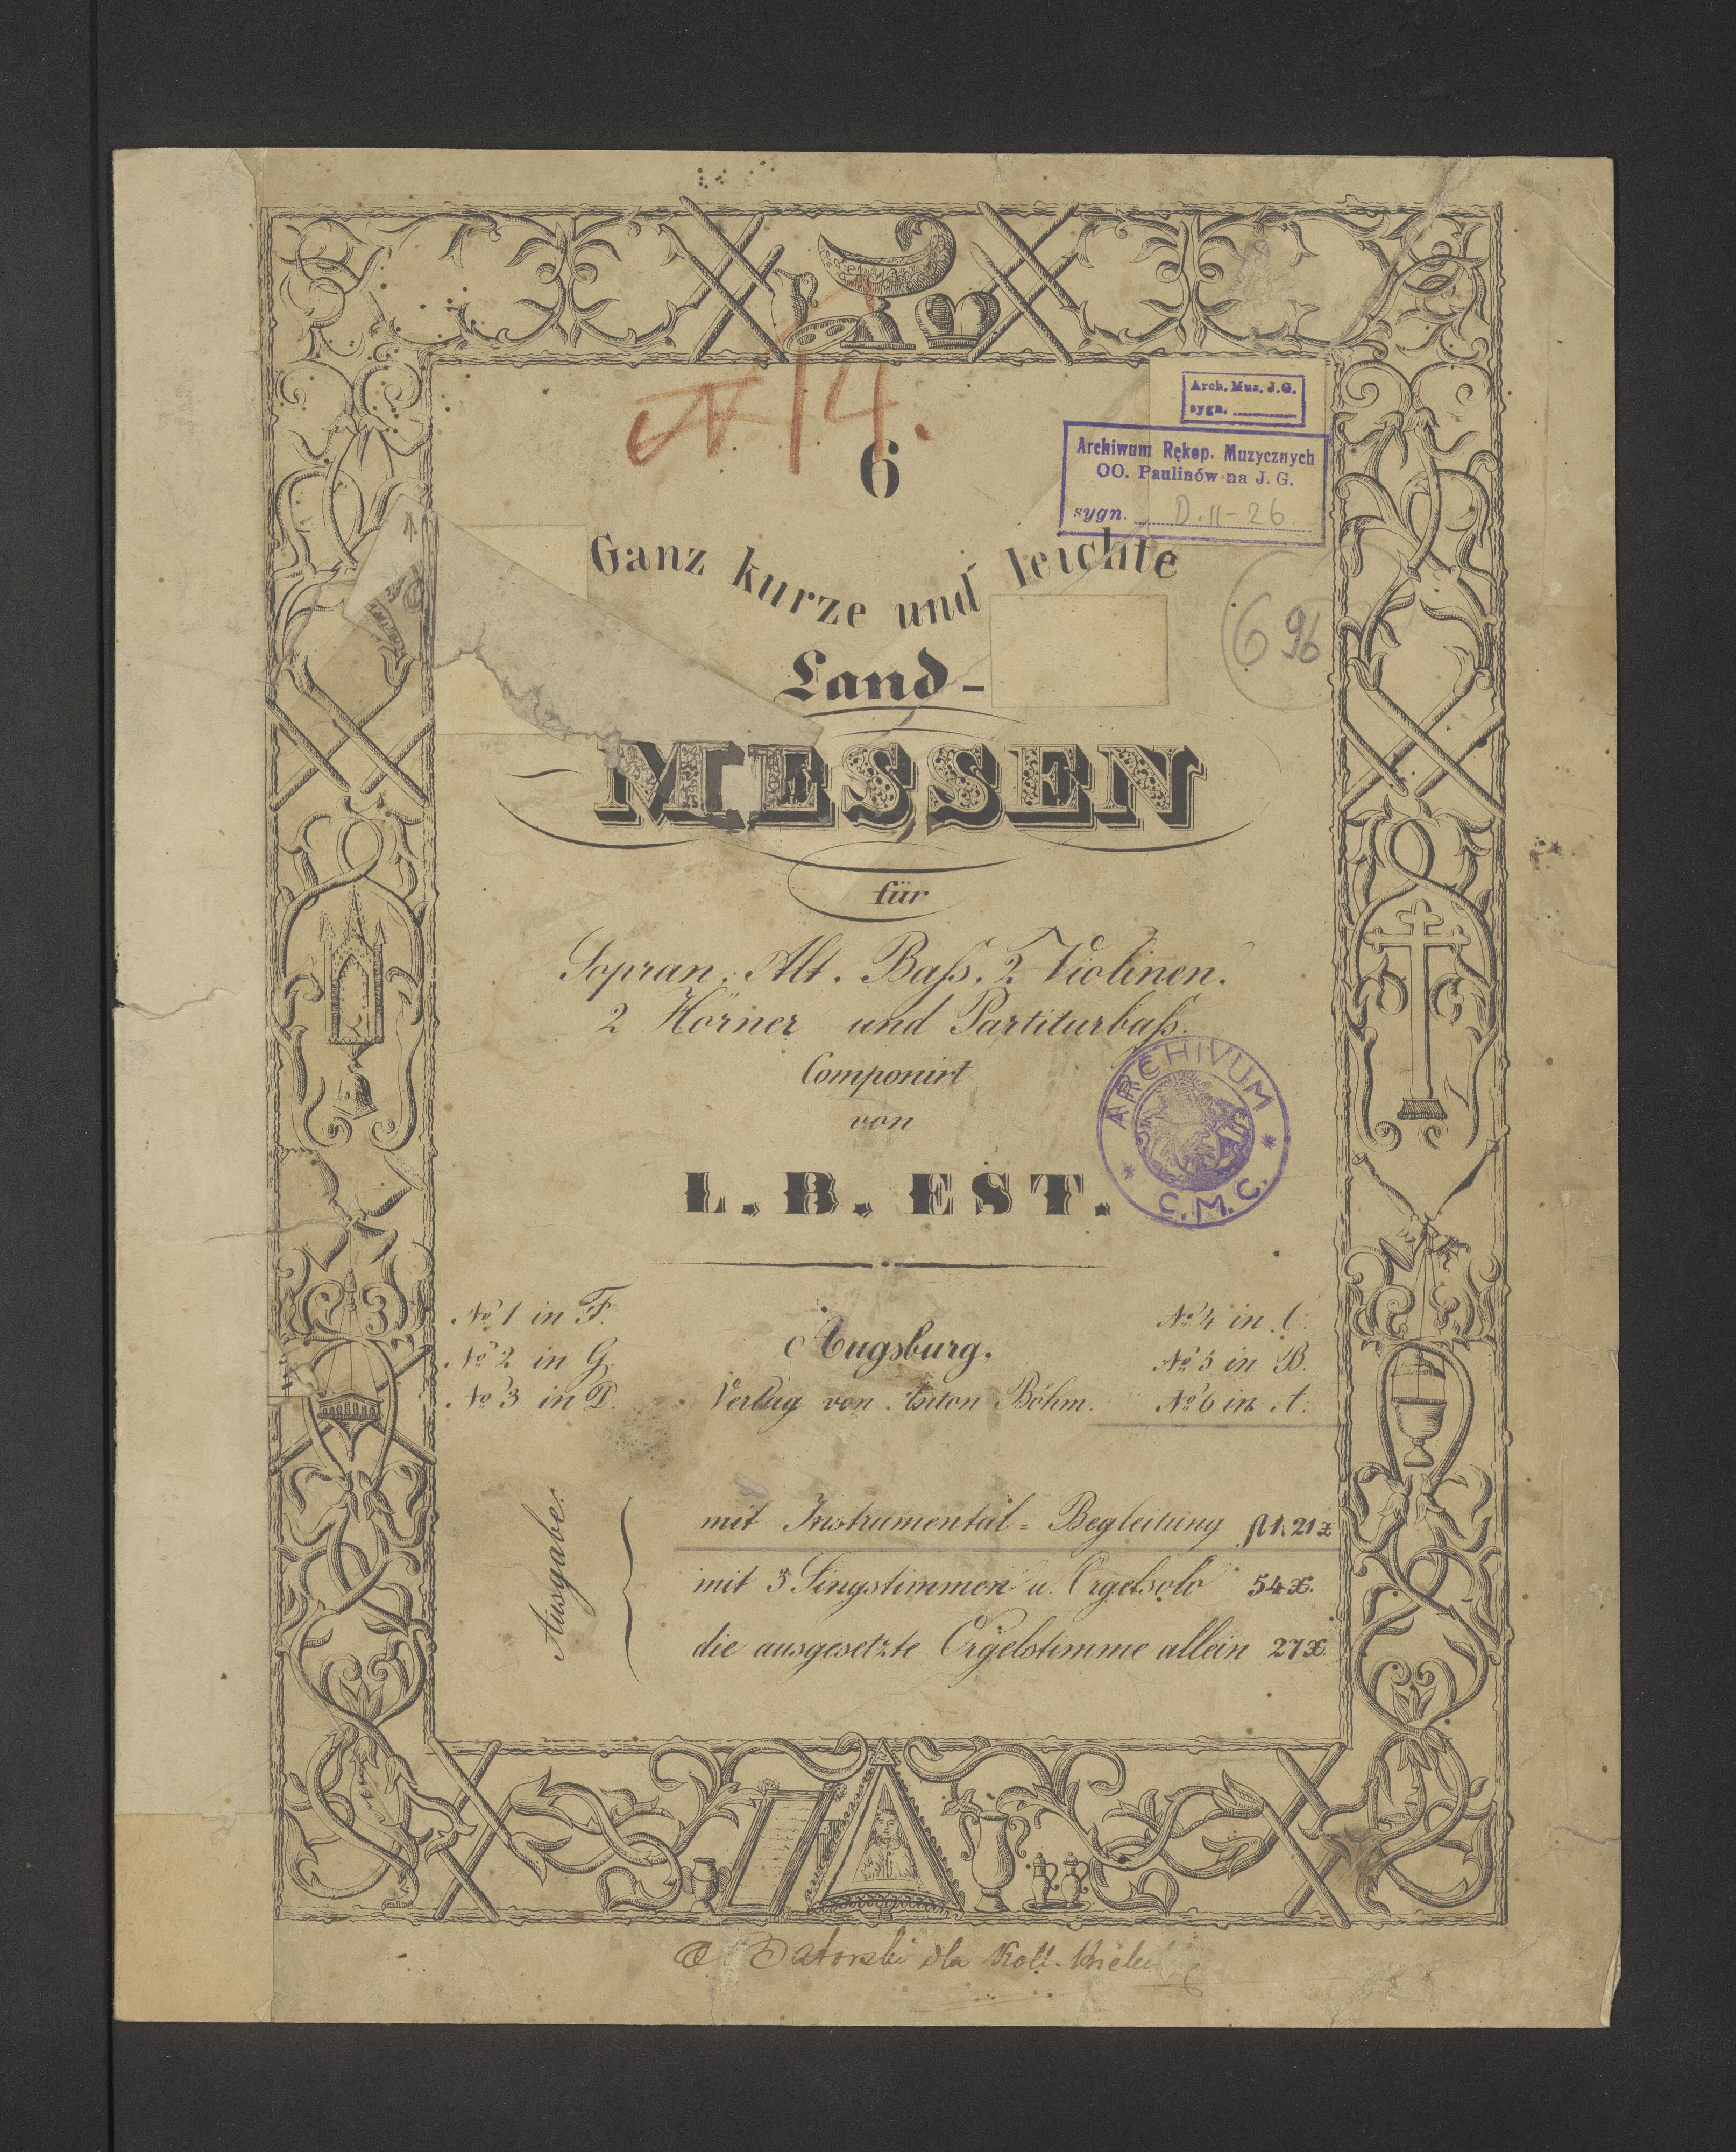 № 14.
Arch. Muz. J.G.
sygn.
Archiwum Rękop. Muzycznych
OO. Paulinów na J. G.
sygn. D.II-26
6
Ganz kurze und leichte
696
Land-
MESSEN
für
Sopran, Alt. Baſs, 2 Violinen.
2 Hörner und Partiturbaſs.
Componirt
von
ARCHIVUM
C.M.C.
L. B. EST.
№ 1 in F.
№ 2 in G.
№ 3 in D.
Augsburg.
Verlag von Anton Böhm.
№ 4 in C.
№ 5 in B.
№ 6 in A.
Ausgabe:
mit Instrumental=Begleitung fl 1. 21 x
mit 3 Singstimmen u. Orgelsolo 54 x.
die ausgesetzte Orgelstimme allein 27 x.
dla Koll.